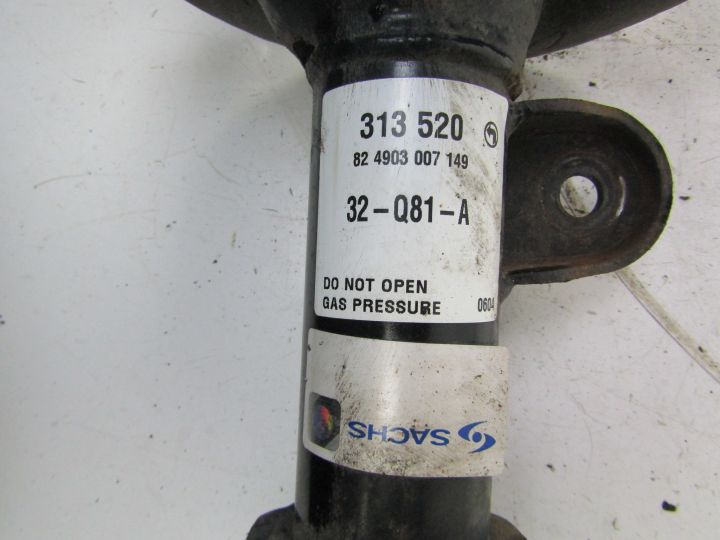 313 520
82 4903 007 149
32-Q81-A
DO NOT OPEN
GAS PRESSURE 0604
SACHS